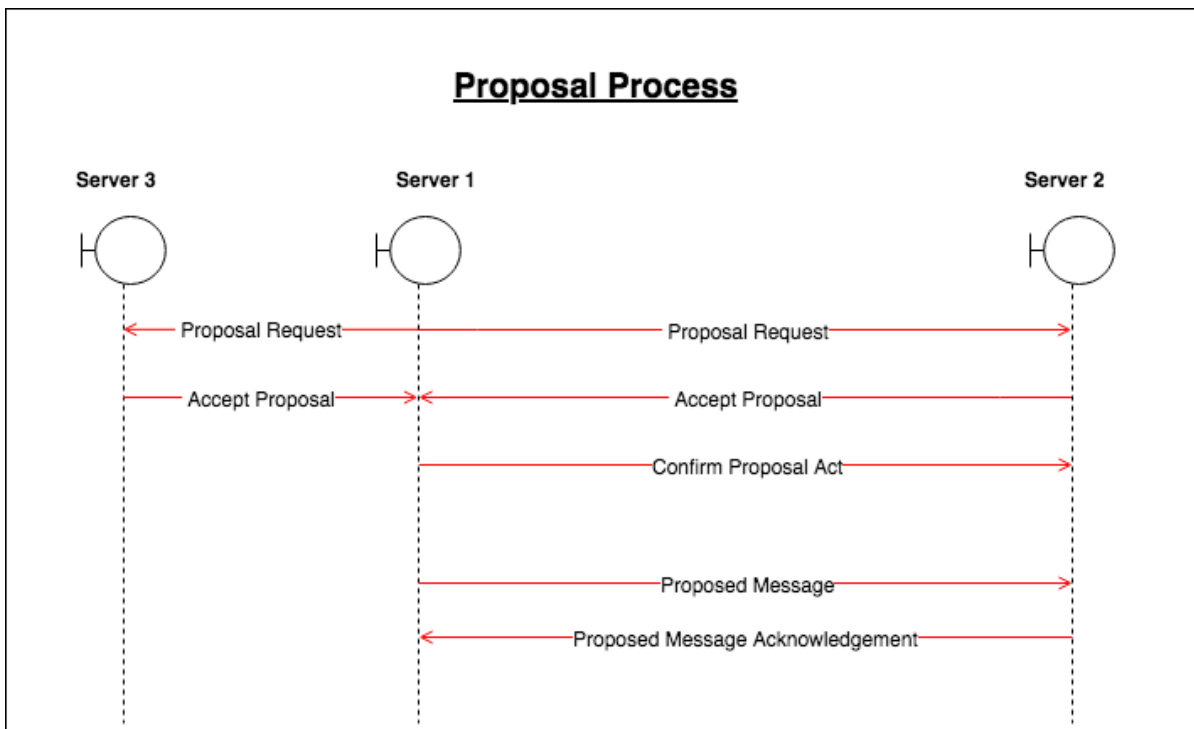 Proposal Process
Server 3
Server 1
Server 2
Proposal Request
Proposal Request
Accept Proposal
Accept Proposal
Confirm Proposal Act
Proposed Message
Proposed Message Acknowledgement